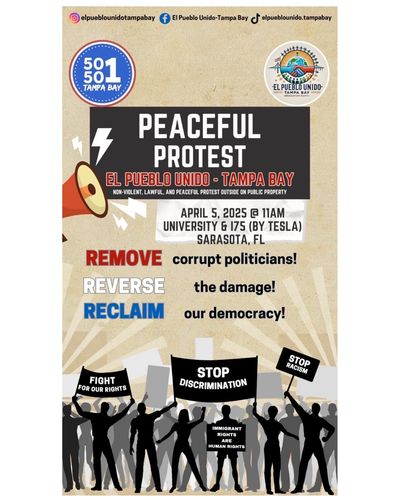 elpueblounidotampabay El Pueblo Unido-Tampa Bay elpueblounido.tampabay
50
501
TAMPA BAY
EL PUEBLO UNIDO
TAMPA BAY
PEACEFUL
PROTEST
EL PUEBLO UNIDO - TAMPA BAY
NON-VIOLENT, LAWFUL, AND PEACEFUL PROTEST OUTSIDE ON PUBLIC PROPERTY
APRIL 5, 2025 @ 11AM
UNIVERSITY & I75 (BY TESLA)
SARASOTA, FL
REMOVE corrupt politicians!
REVERSE the damage!
RECLAIM our democracy!
FIGHT
FOR OUR RIGHTS
STOP
DISCRIMINATION
STOP
RACISM
IMMIGRANT
RIGHTS
ARE
HUMAN RIGHTS